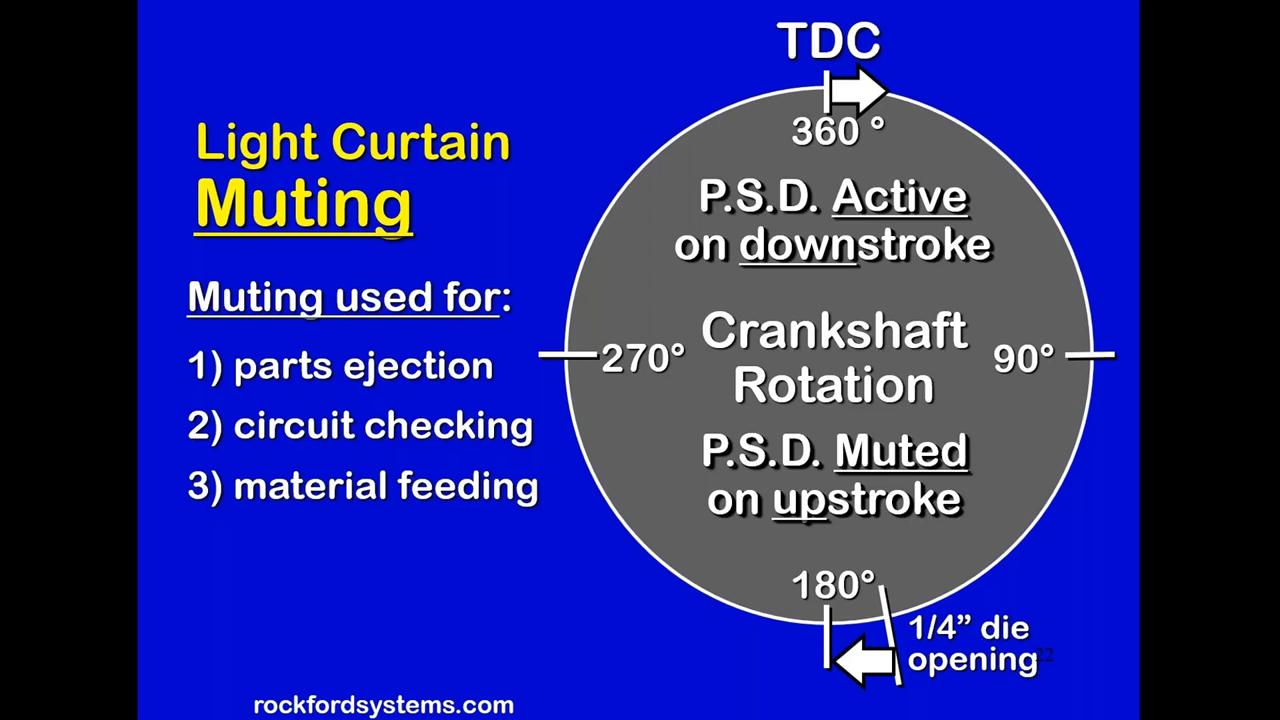 TDC
360 °
Light Curtain
Muting
P.S.D. Active
on downstroke
Muting used for:
1) parts ejection
2) circuit checking
3) material feeding
270°
Crankshaft
Rotation
90°
P.S.D. Muted
on upstroke
180°
1/4” die
opening
22
rockfordsystems.com